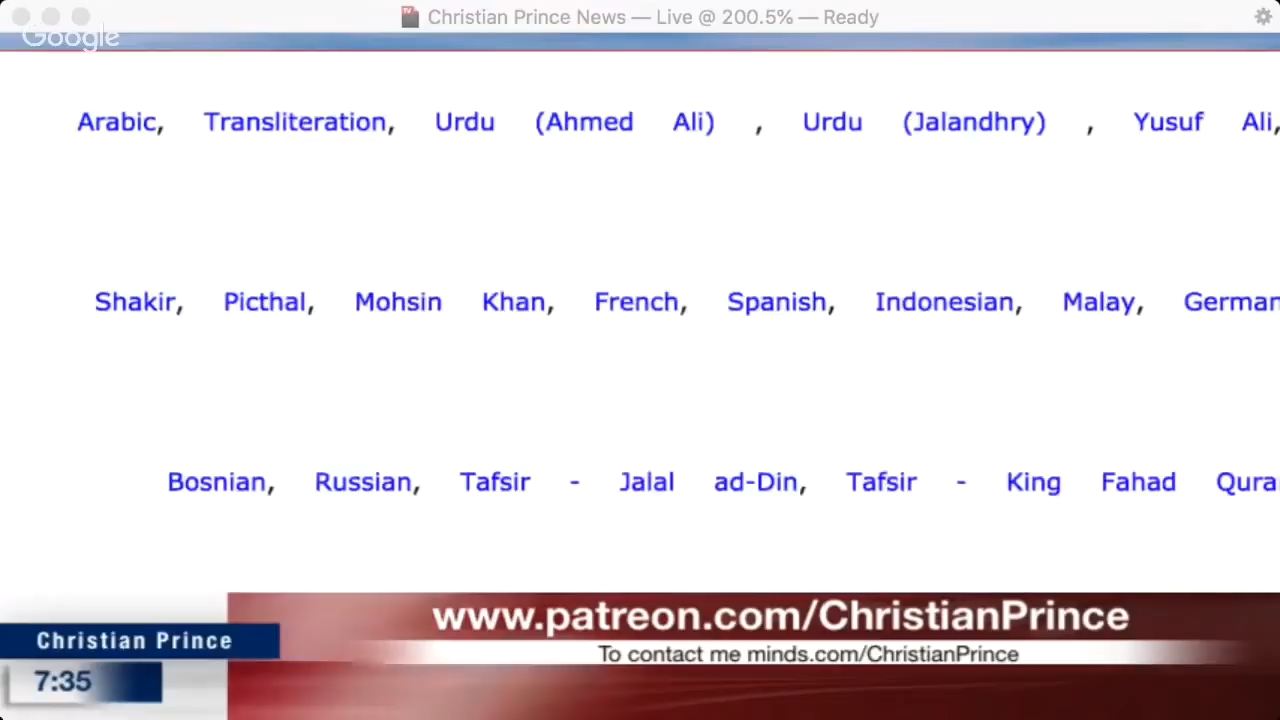 Christian Prince News — Live @ 200.5% — Ready
Google
Arabic, Transliteration, Urdu (Ahmed Ali) , Urdu (Jalandhry) , Yusuf Ali,
Shakir, Picthal, Mohsin Khan, French, Spanish, Indonesian, Malay, German
Bosnian, Russian, Tafsir - Jalal ad-Din, Tafsir - King Fahad Qura
www.patreon.com/ChristianPrince
Christian Prince
To contact me minds.com/ChristianPrince
7:35